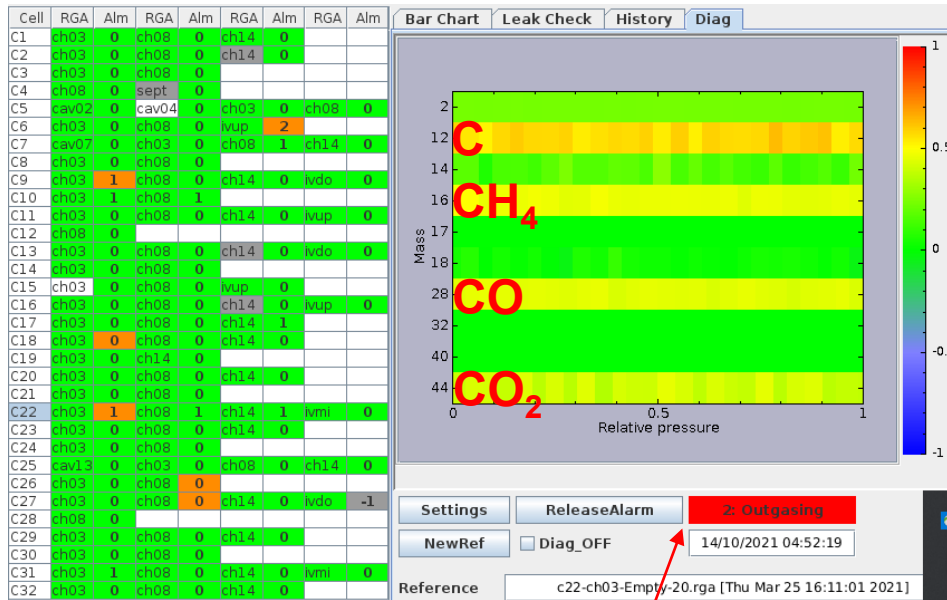 Cell RGA Alm RGA Alm RGA Alm RGA Alm
C1 ch03 0 ch08 0 ch14 0
C2 ch03 0 ch08 0 ch14 0
C3 ch03 0 ch08 0
C4 ch08 0 sept 0
C5 cav02 0 cav04 ch03 0 ch08 0
C6 ch03 0 ch08 0 ivup 2
C7 cav07 0 ch03 0 ch08 1 ch14 0
C8 ch03 0 ch08 0
C9 ch03 1 ch08 0 ch14 0 ivdo 0
C10 ch03 1 ch08 1
C11 ch03 0 ch08 0 ch14 0 ivup 0
C12 ch08 0
C13 ch03 0 ch08 0 ch14 0 ivdo 0
C14 ch03 0 ch08 0
C15 ch03 0 ch08 0 ivup 0
C16 ch03 0 ch08 0 ch14 0 ivup 0
C17 ch03 0 ch08 0 ch14 1
C18 ch03 0 ch08 0 ch14 0
C19 ch03 0 ch14 0
C20 ch03 0 ch08 0 ch14 0
C21 ch03 0 ch08 0
C22 ch03 1 ch08 1 ch14 1 ivmi 0
C23 ch03 0 ch08 0 ch14 0
C24 ch03 0 ch08 0
C25 cav13 0 ch03 0 ch08 0 ch14 0
C26 ch03 0 ch08 0
C27 ch03 0 ch08 0 ch14 0 ivdo -1
C28 ch08 0
C29 ch03 0 ch08 0 ch14 0
C30 ch03 0 ch08 0
C31 ch03 1 ch08 0 ch14 0 ivmi 0
C32 ch03 0 ch08 0 ch14 0
Bar Chart Leak Check History Diag
Mass
2
12 C
14
16 CH4
17
18
28 CO
32
40
44 CO2
0 0.5 1
Relative pressure
1
0.5
0
-0.
-1
Settings ReleaseAlarm 2: Outgasing
NewRef Diag_OFF 14/10/2021 04:52:19
Reference c22-ch03-Empty-20.rga [Thu Mar 25 16:11:01 2021]